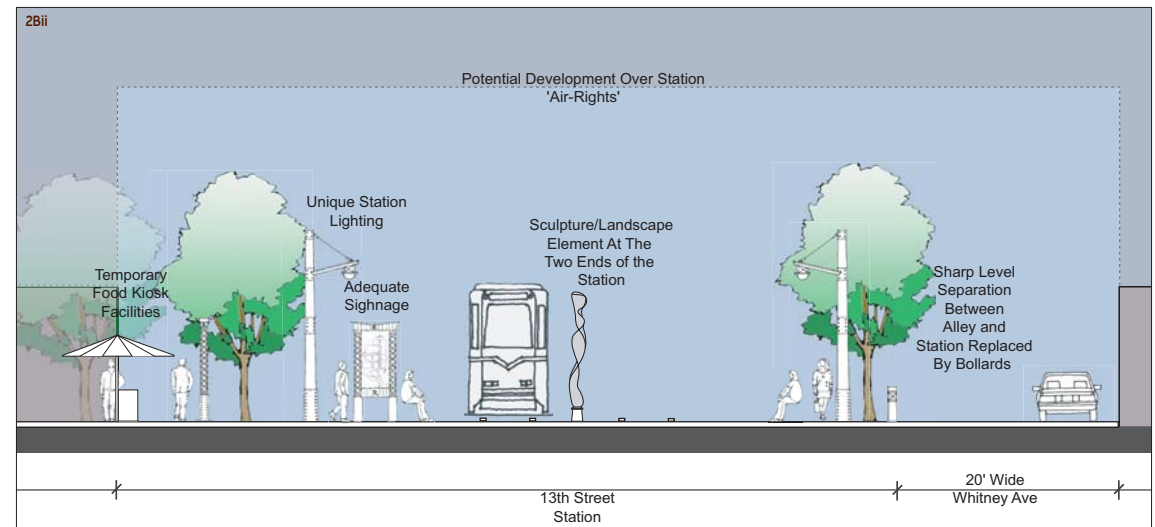 2Bii
Potential Development Over Station
'Air-Rights'
Unique Station
Lighting
Sculpture/Landscape
Element At The
Two Ends of the
Station
Temporary
Food Kiosk
Facilities
Adequate
Sighnage
Sharp Level
Separation
Between
Alley and
Station Replaced
By Bollards
13th Street
Station
20' Wide
Whitney Ave